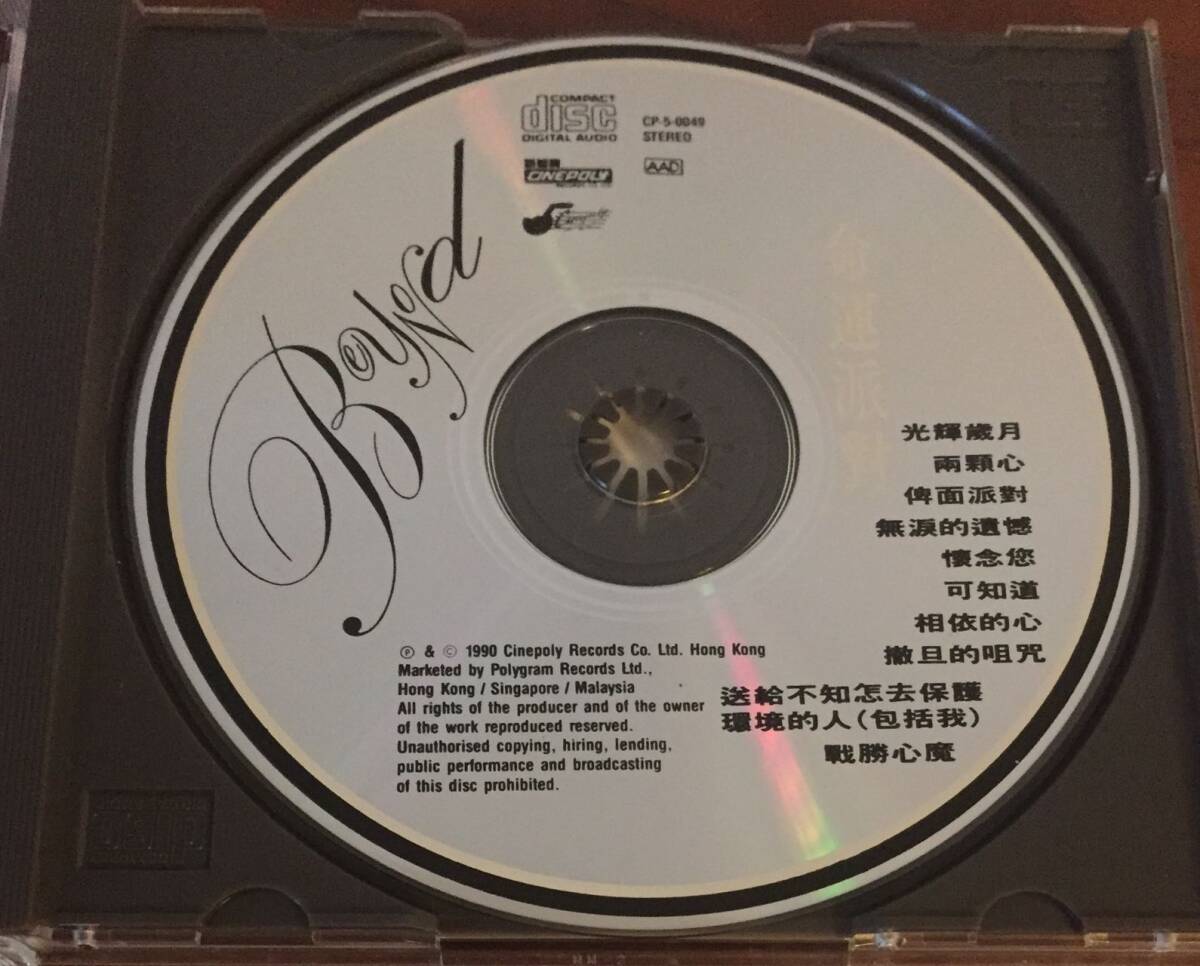 COMPACT
disc
DIGITAL AUDIO
CP-5-0049
STEREO
CINEPOLY
AAD
Beyond
命運派對
光輝歲月
兩顆心
俾面派對
無淚的遺憾
懷念您
可知道
相依的心
撒旦的咀咒
送給不知怎去保護
環境的人(包括我)
戰勝心魔
Ⓟ & © 1990 Cinepoly Records Co. Ltd. Hong Kong
Marketed by Polygram Records Ltd.,
Hong Kong / Singapore / Malaysia
All rights of the producer and of the owner
of the work reproduced reserved.
Unauthorised copying, hiring, lending,
public performance and broadcasting
of this disc prohibited.